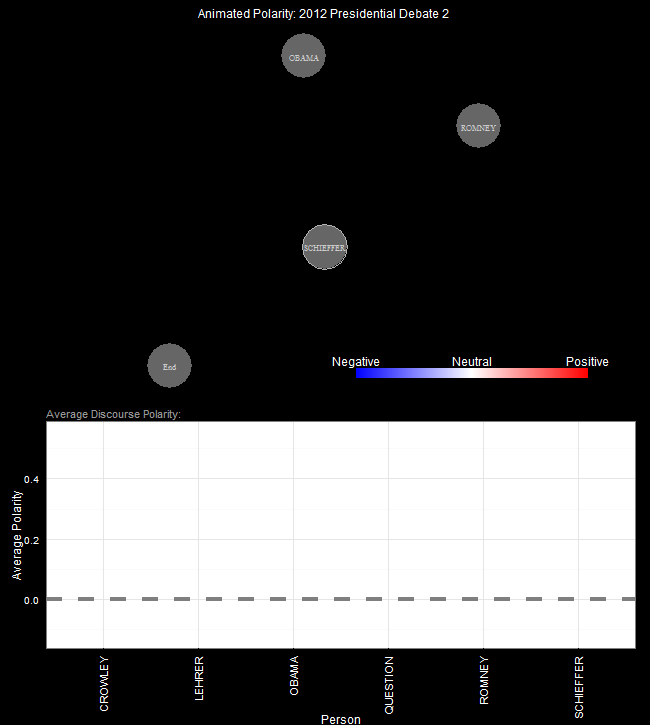 Animated Polarity: 2012 Presidential Debate 2
OBAMA
ROMNEY
SCHIEFFER
End
Negative Neutral Positive
Average Discourse Polarity:
Average Polarity
0.4
0.2
0.0
CROWLEY
LEHRER
OBAMA
QUESTION
ROMNEY
SCHIEFFER
Person